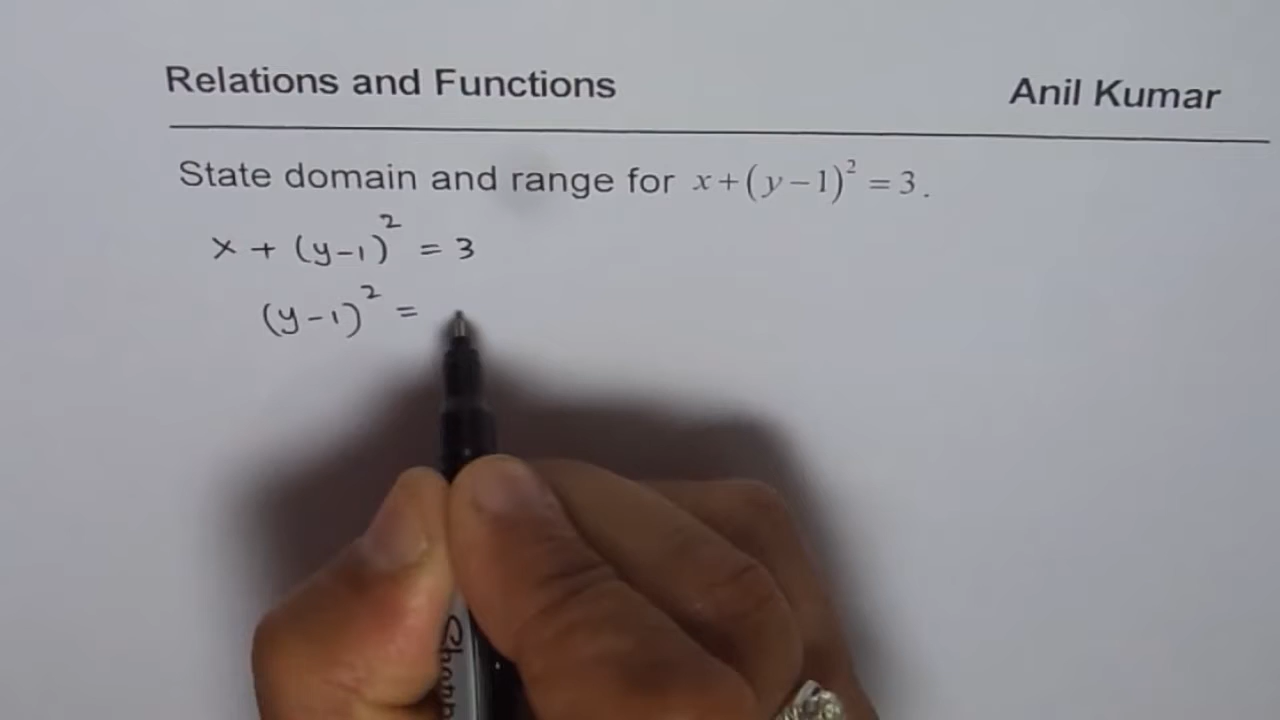 Relations and Functions Anil Kumar
State domain and range for x+(y−1)² = 3.
x + (y−1)² = 3
(y−1)² =